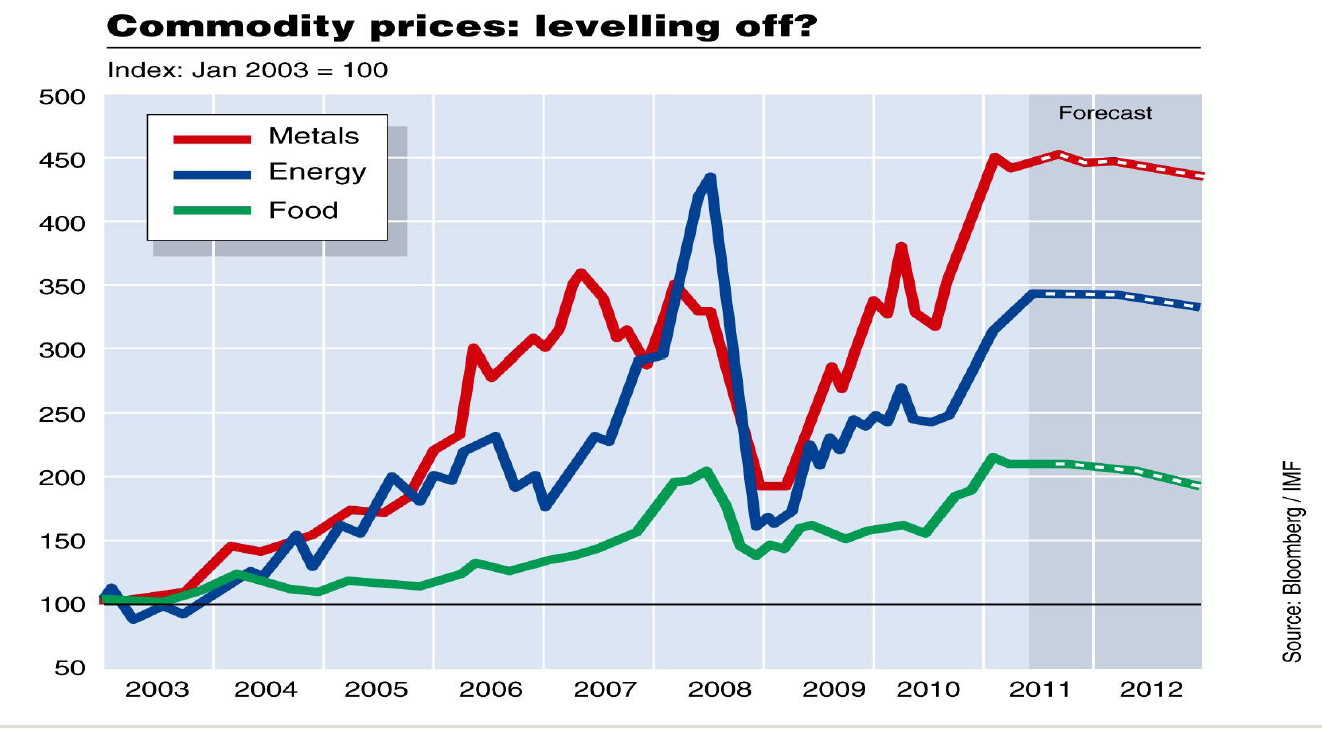 Commodity prices: levelling off?
Index: Jan 2003 = 100
500
450
400
350
300
250
200
150
100
50
Metals
Energy
Food
Forecast
2003 2004 2005 2006 2007 2008 2009 2010 2011 2012
Source: Bloomberg / IMF